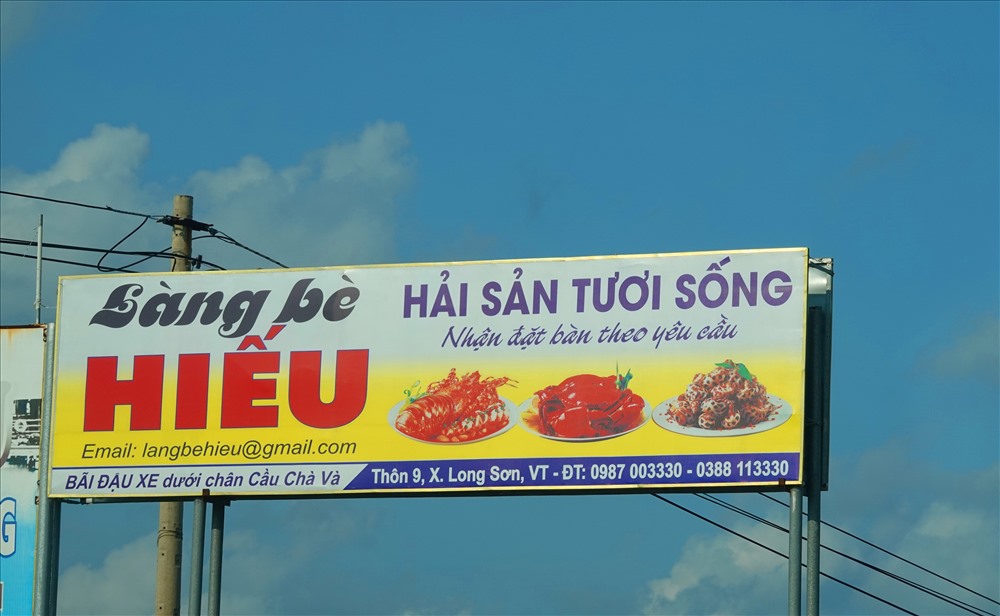 Làng bè
HIẾU
Email: langbehieu@gmail.com
BÃI ĐẬU XE dưới chân Cầu Chà Và
HẢI SẢN TƯƠI SỐNG
Nhận đặt bàn theo yêu cầu
Thôn 9, X. Long Sơn, VT - ĐT: 0987 003330 - 0388 113330